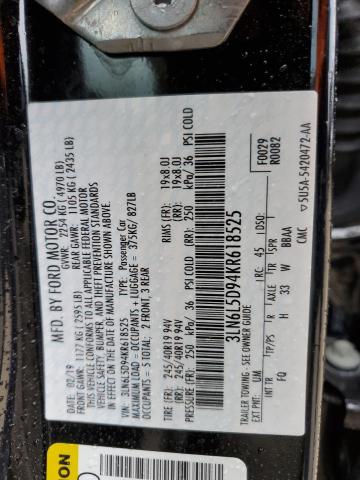 MFD. BY FORD MOTOR CO.
DATE: 02/19 GVWR: 2254 KG ( 4970 LB)
FRONT GAWR: 1177 KG ( 2595 LB) REAR GAWR: 1105 KG ( 2435 LB)
THIS VEHICLE CONFORMS TO ALL APPLICABLE FEDERAL MOTOR
VEHICLE SAFETY, BUMPER, AND THEFT PREVENTION STANDARDS
IN EFFECT ON THE DATE OF MANUFACTURE SHOWN ABOVE.
VIN: 3LN6L5D94KR618525 TYPE: Passenger Car
MAXIMUM LOAD = OCCUPANTS + LUGGAGE = 375KG/ 827LB
OCCUPANTS = 5 TOTAL: 2 FRONT, 3 REAR
TIRE (FR): 245/40R19 94V RIMS (FR): 19x8.0J
TIRE (RR): 245/40R19 94V RIMS (RR): 19x8.0J
PRESSURE (FR): 250 kPa/ 36 PSI COLD (RR): 250 kPa/ 36 PSI COLD
3LN6L5D94KR618525
TRAILER TOWING - SEE OWNER GUIDE
F0029
R0082
EXT PNT: UM IRC: 45 DSO:
INT TR TP/PS R AXLE TR SPR
FQ H 33 W BBAA
CMC 5U5A-5420472-AA